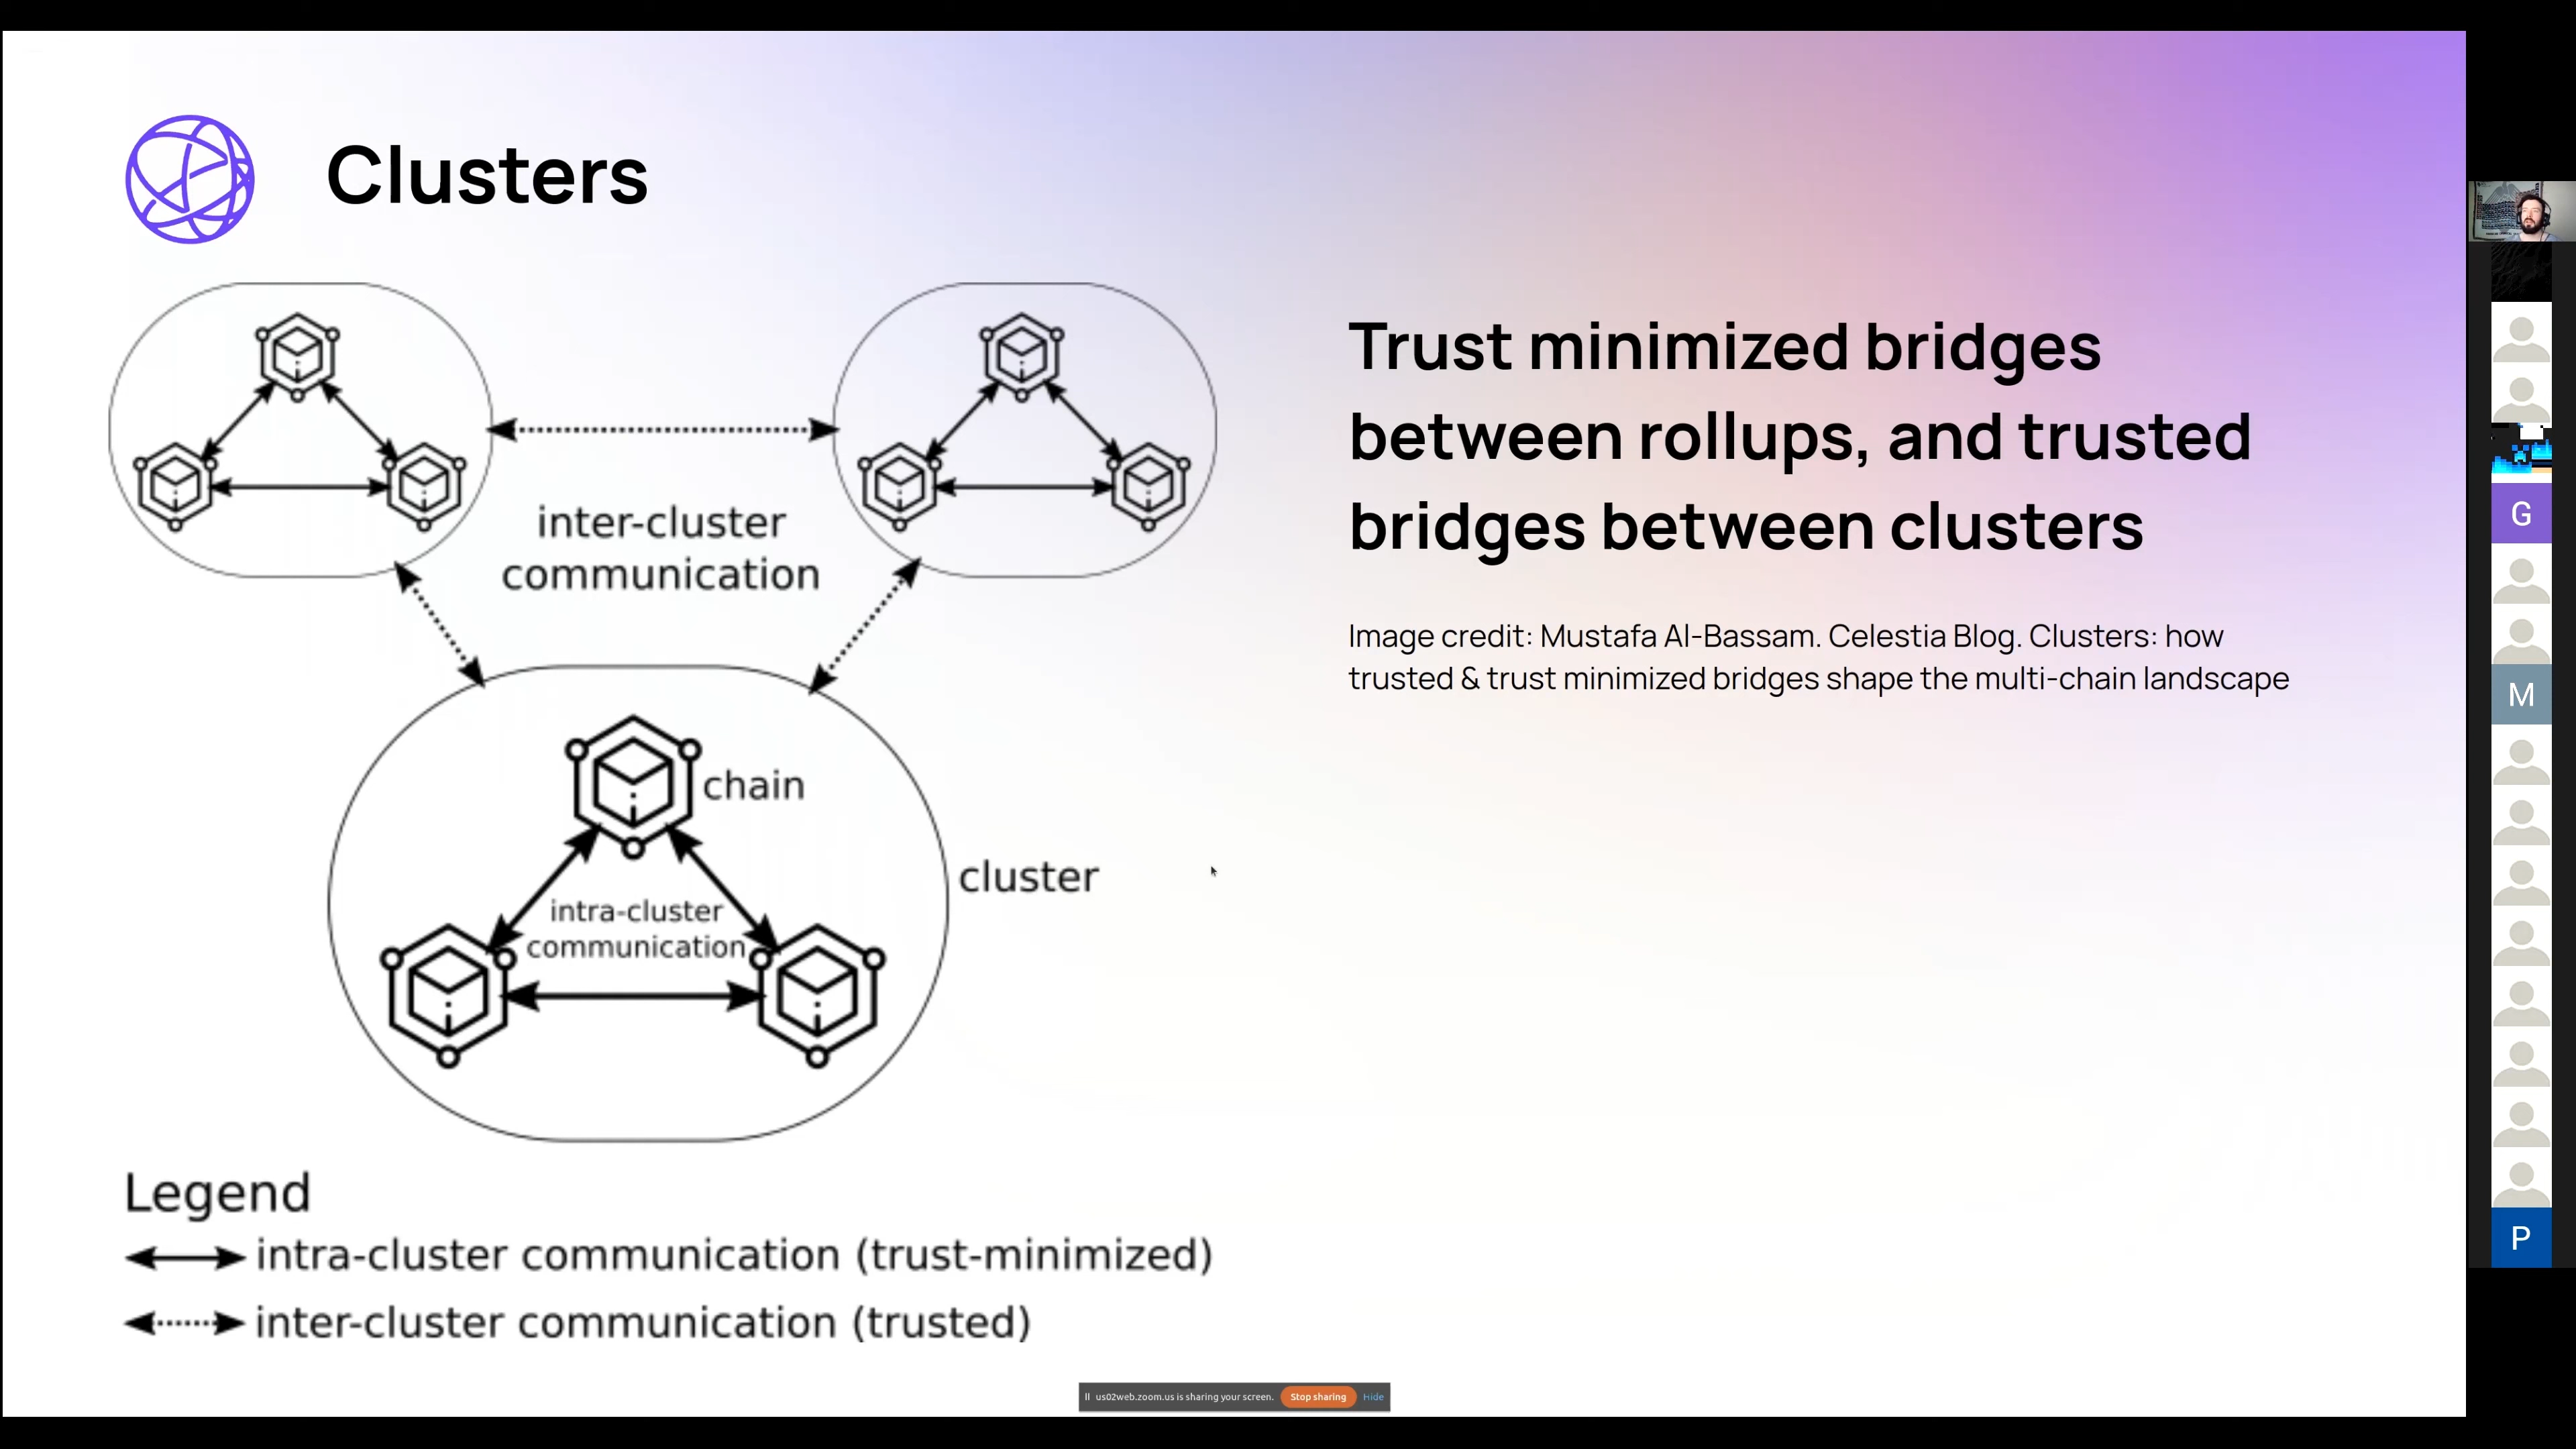 Clusters
inter-cluster
communication
chain
cluster
intra-cluster
communication
Legend
intra-cluster communication (trust-minimized)
inter-cluster communication (trusted)
Trust minimized bridges
between rollups, and trusted
bridges between clusters
Image credit: Mustafa Al-Bassam. Celestia Blog. Clusters: how
trusted & trust minimized bridges shape the multi-chain landscape
us02web.zoom.us is sharing your screen. Stop sharing Hide
G
M
P